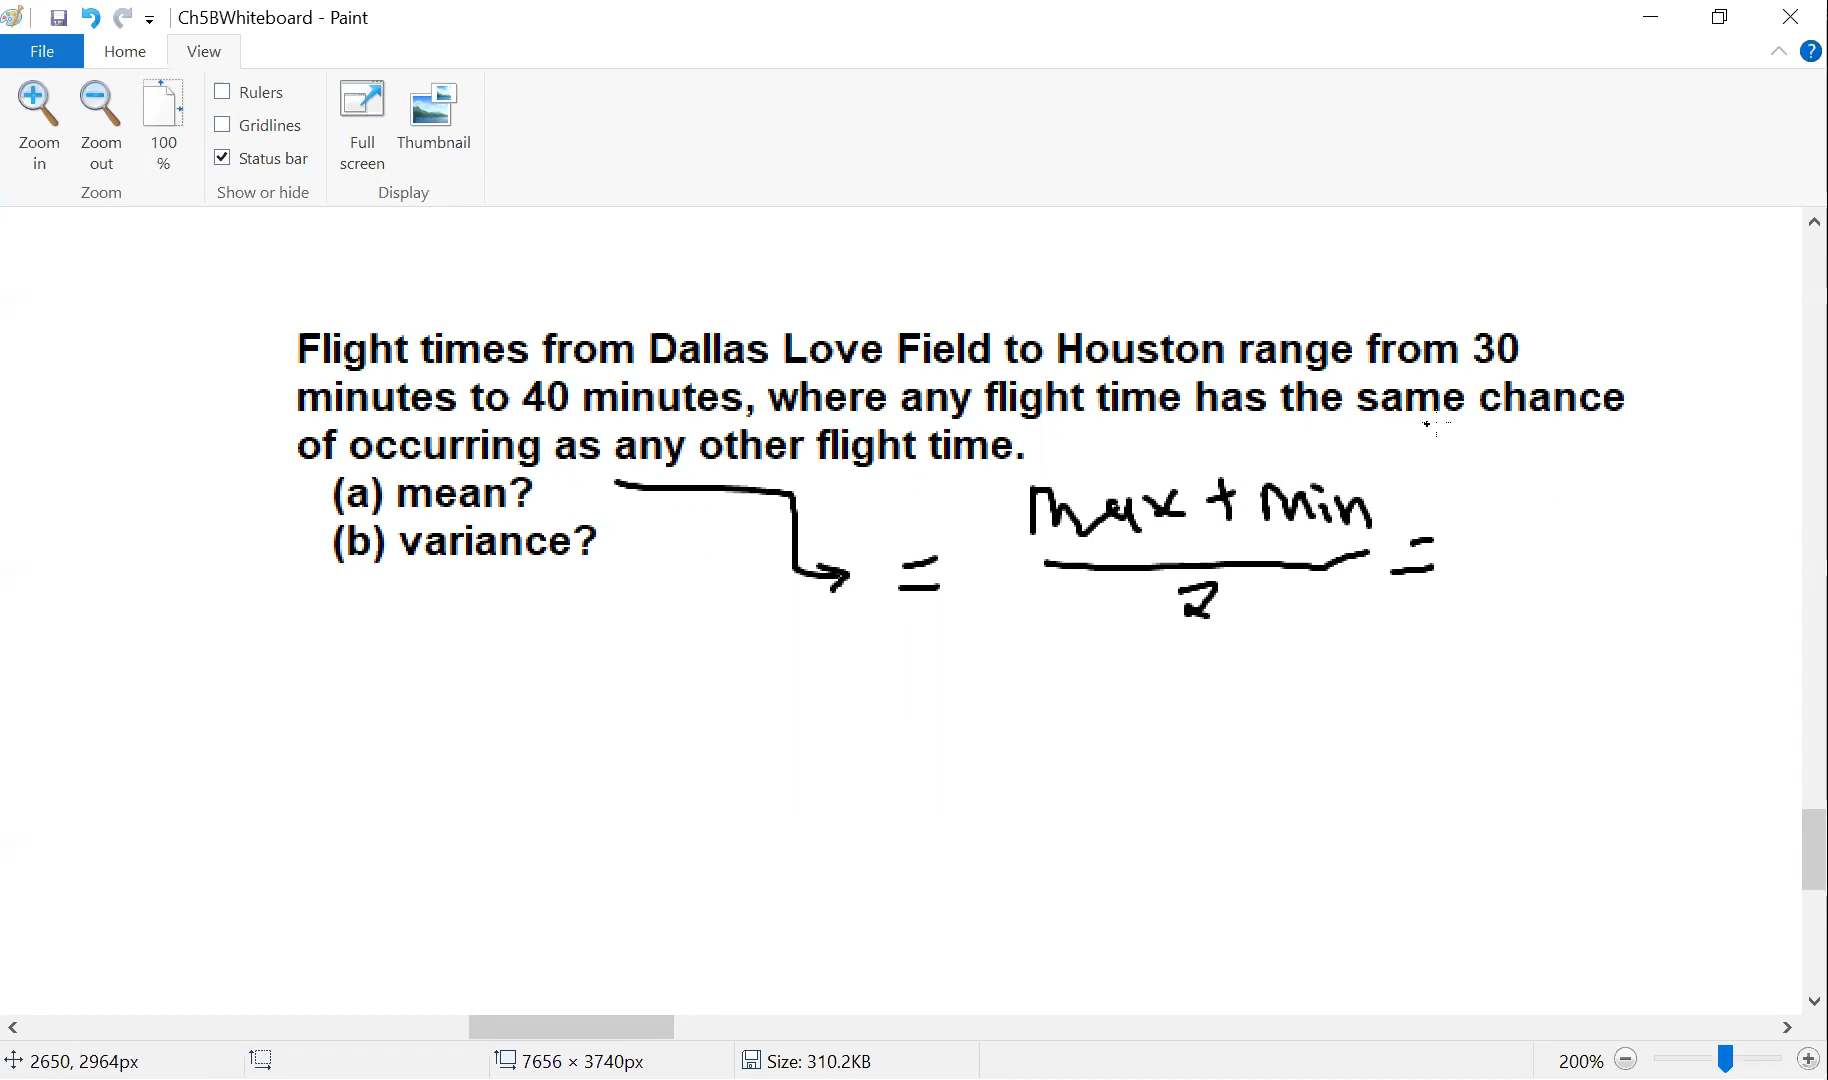 Ch5BWhiteboard - Paint
File Home View
?
Zoom in
Zoom out
100 %
Zoom
Rulers
Gridlines
Status bar
Show or hide
Full screen
Thumbnail
Display
Flight times from Dallas Love Field to Houston range from 30
minutes to 40 minutes, where any flight time has the same chance
of occurring as any other flight time.
(a) mean?
(b) variance?
= Max + Min =
2
2650, 2964px
7656 × 3740px
Size: 310.2KB
200%